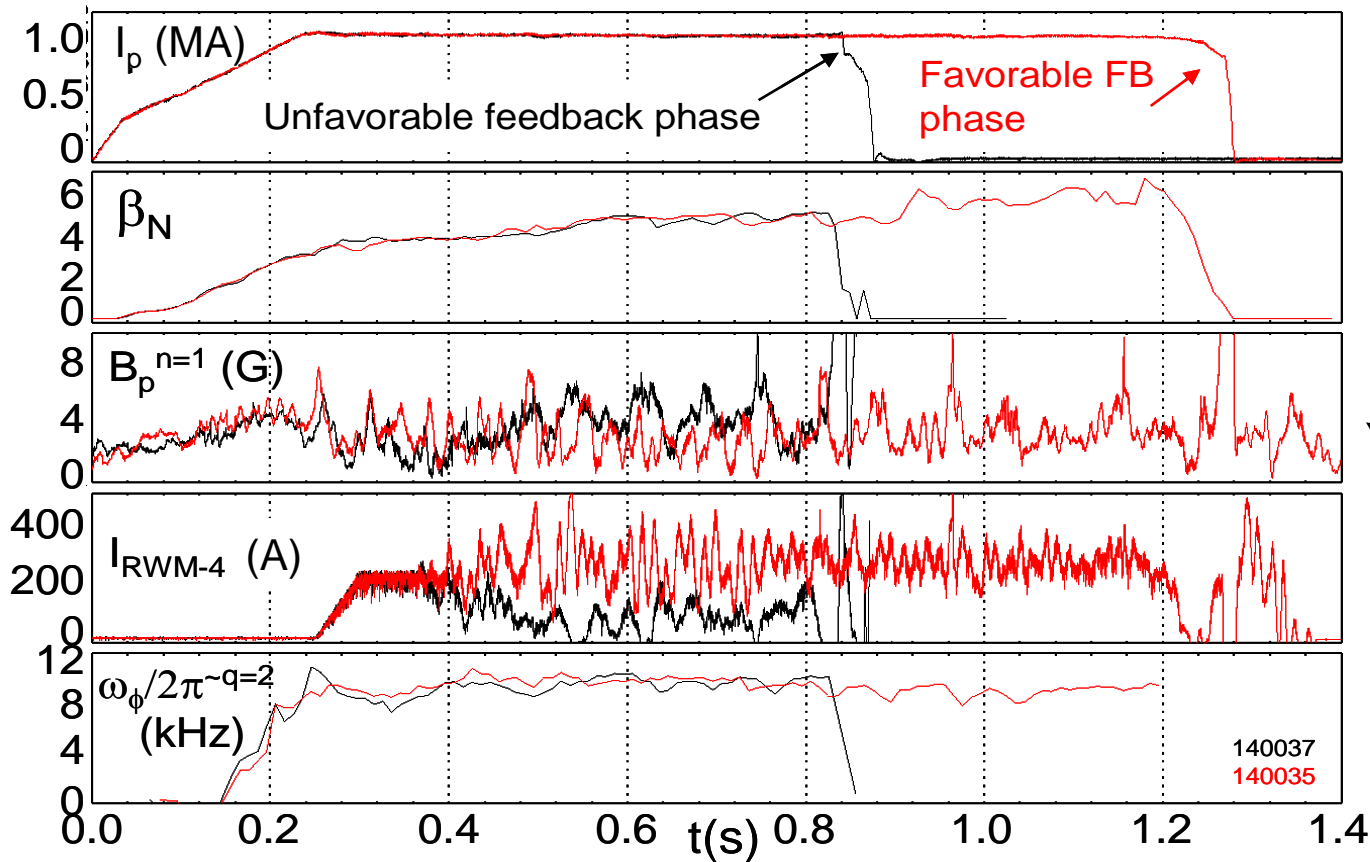 1.0
I_p (MA)
0.5
0
Unfavorable feedback phase
Favorable FB
phase
6
β_N
4
2
0
8
B_p^n=1 (G)
4
2
0
400
I_RWM-4 (A)
200
0
12
ω_ϕ/2π^~q=2
8
(kHz)
4
0
140037
140035
0.0 0.2 0.4 0.6 t(s) 0.8 1.0 1.2 1.4